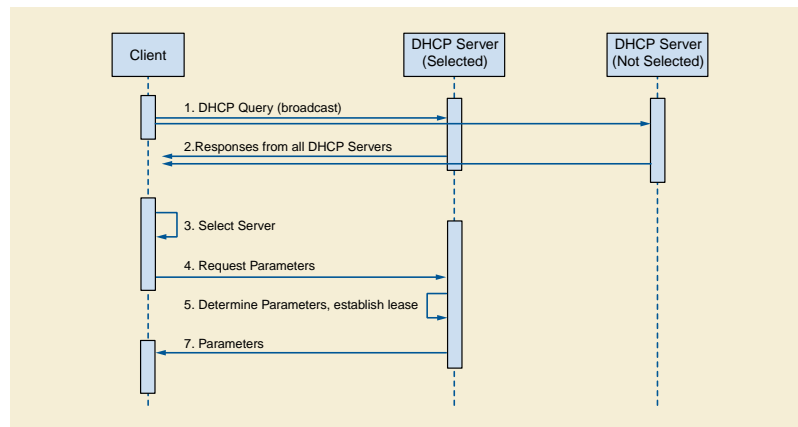 Client
DHCP Server
(Selected)
DHCP Server
(Not Selected)
1. DHCP Query (broadcast)
2.Responses from all DHCP Servers
3. Select Server
4. Request Parameters
5. Determine Parameters, establish lease
7. Parameters